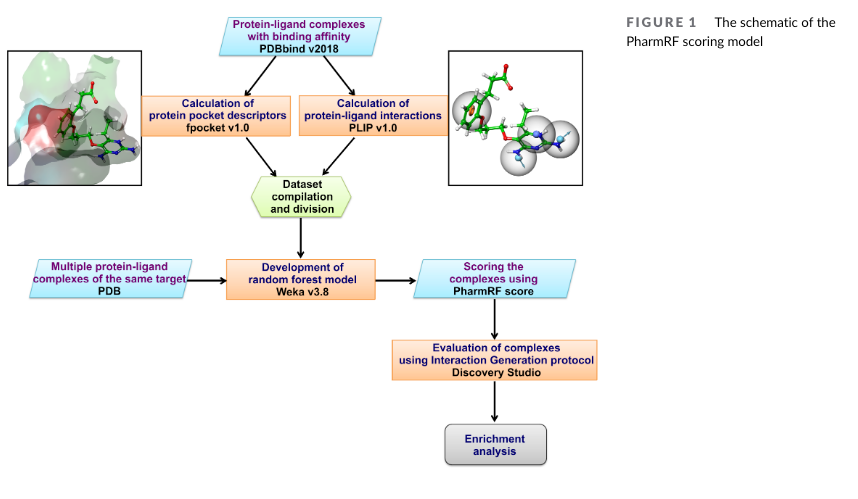 Protein-ligand complexes
with binding affinity
PDBbind v2018
FIGURE 1 The schematic of the
PharmRF scoring model
Calculation of
protein pocket descriptors
fpocket v1.0
Calculation of
protein-ligand interactions
PLIP v1.0
Dataset
compilation
and division
Multiple protein-ligand
complexes of the same target
PDB
Development of
random forest model
Weka v3.8
Scoring the
complexes using
PharmRF score
Evaluation of complexes
using Interaction Generation protocol
Discovery Studio
Enrichment
analysis